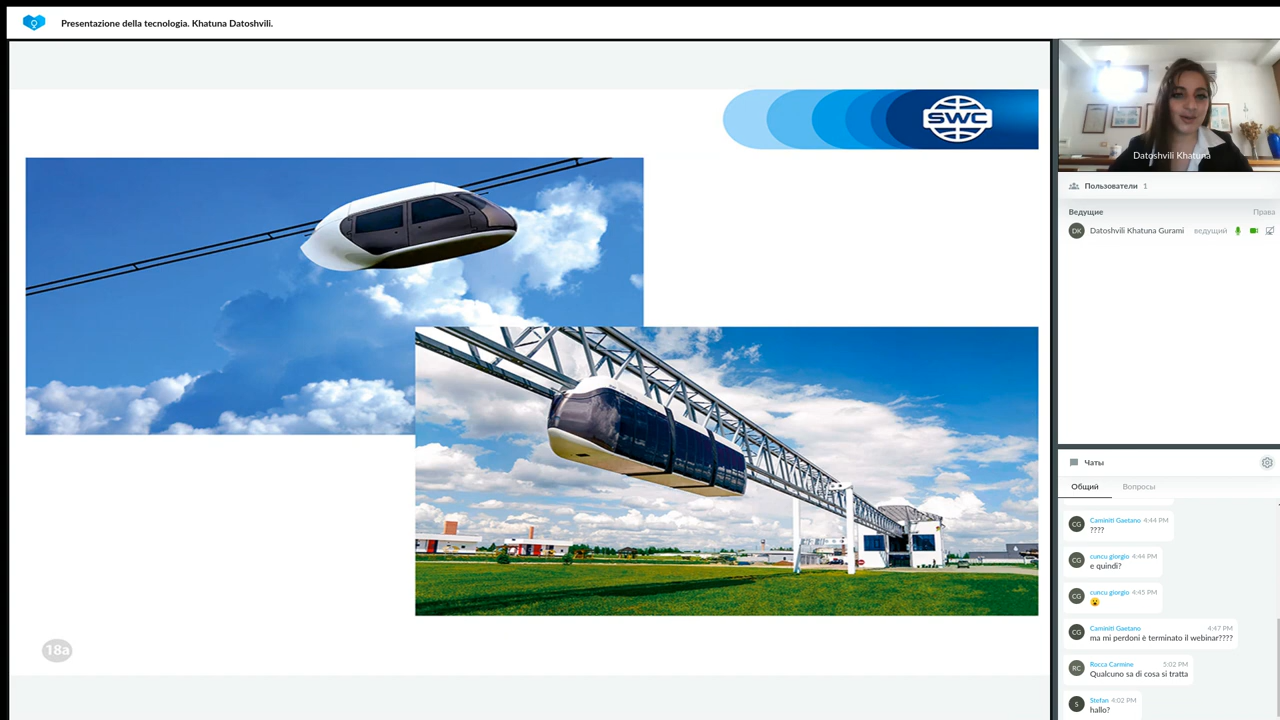 Presentazione della tecnologia. Khatuna Datoshvili.
SWC
18a
Datoshvili Khatuna
Пользователи 1
Ведущие Права
DK Datoshvili Khatuna Gurami ведущий
Чаты
Общий Вопросы
CG Caminiti Gaetano 4:44 PM
????
CG cuncu giorgio 4:44 PM
e quindi?
CG cuncu giorgio 4:45 PM
😮
CG Caminiti Gaetano 4:47 PM
ma mi perdoni è terminato il webinar????
RC Rocca Carmine 5:02 PM
Qualcuno sa di cosa si tratta
S Stefan 4:02 PM
hallo?